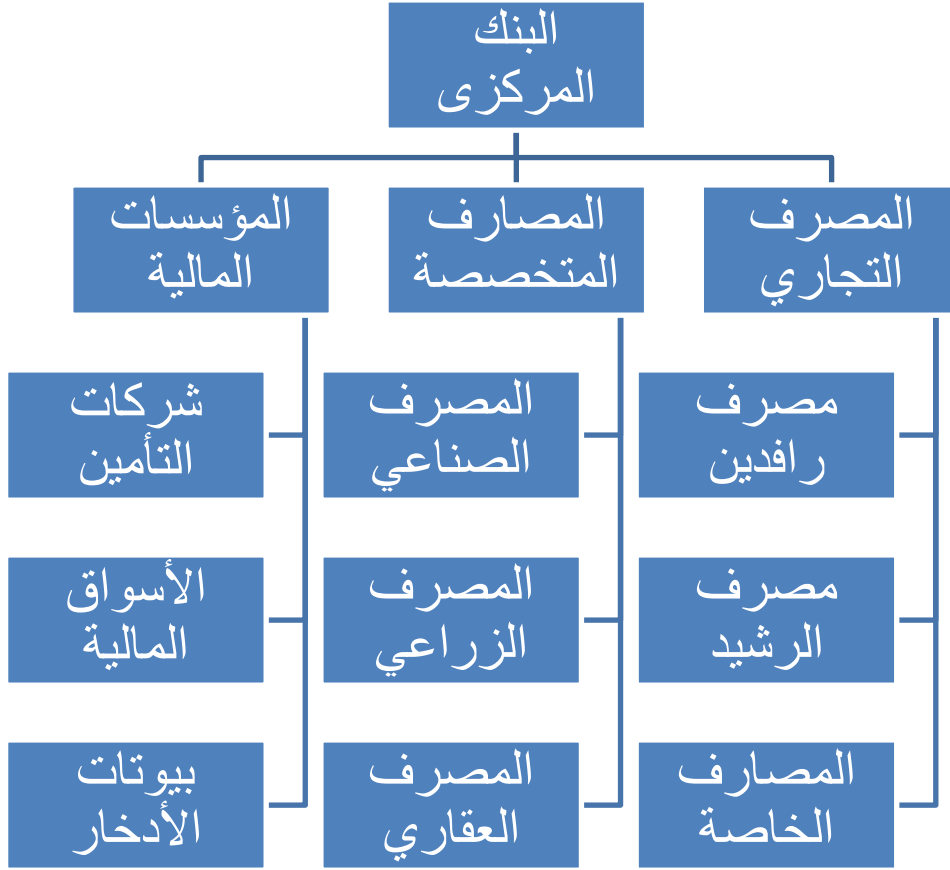 البنك
المركزى
المصرف
التجاري
المصارف
المتخصصة
المؤسسات
المالية
مصرف
رافدين
المصرف
الصناعي
شركات
التأمين
مصرف
الرشيد
المصرف
الزراعي
الأسواق
المالية
المصارف
الخاصة
المصرف
العقاري
بيوتات
الأدخار